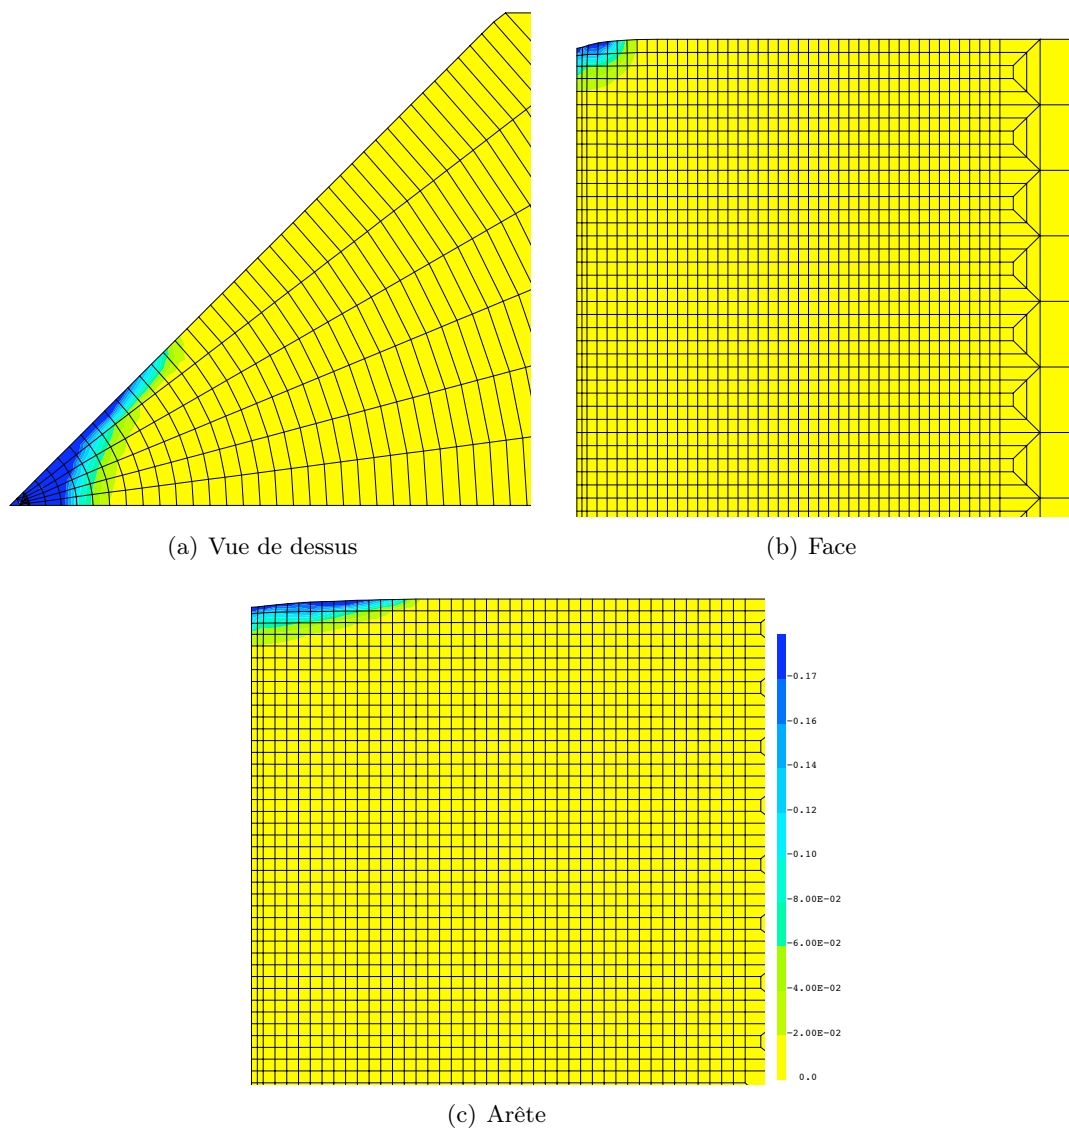 (a) Vue de dessus
(b) Face
-0.17
-0.16
-0.14
-0.12
-0.10
-8.00E-02
-6.00E-02
-4.00E-02
-2.00E-02
0.0
(c) Arête